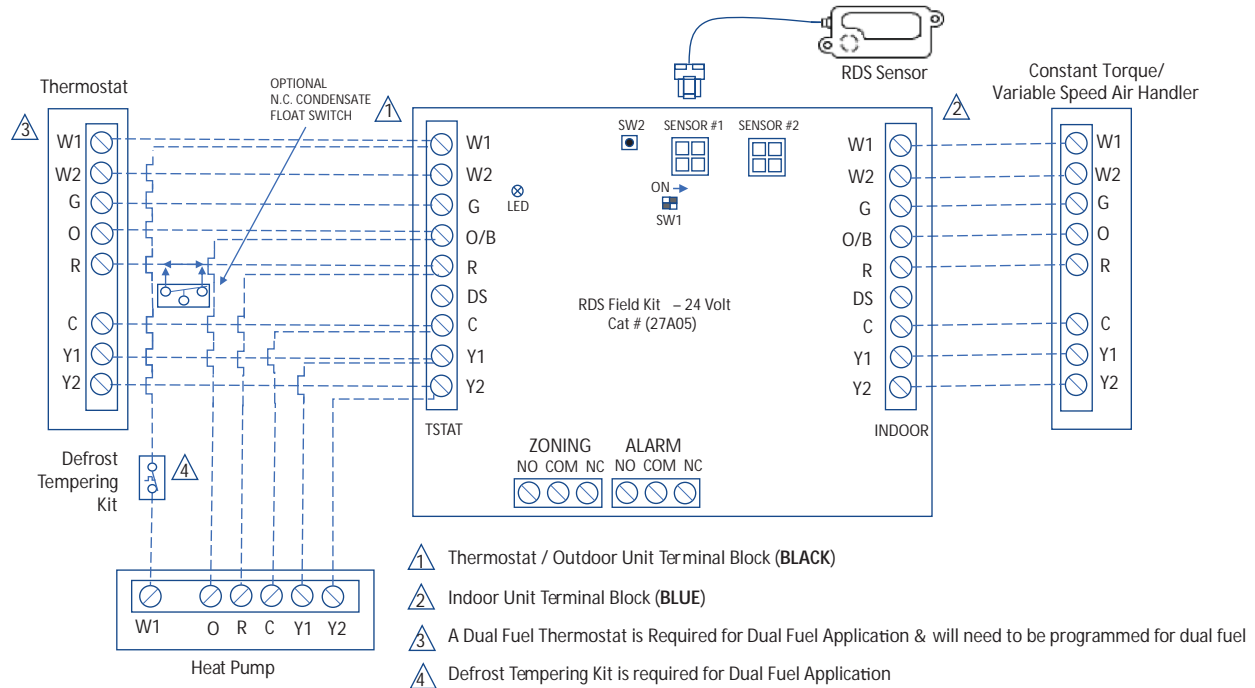 RDS Sensor
Thermostat
OPTIONAL
N.C. CONDENSATE
FLOAT SWITCH
Constant Torque/
Variable Speed Air Handler
3
1
2
W1
W2
G
O
R
C
Y1
Y2
W1
W2
G
O/B
R
DS
C
Y1
Y2
TSTAT
SW2
SENSOR #1
SENSOR #2
LED
ON
SW1
RDS Field Kit – 24 Volt
Cat # (27A05)
W1
W2
G
O/B
R
DS
C
Y1
Y2
INDOOR
W1
W2
G
O
R
C
Y1
Y2
ZONING
NO COM NC
ALARM
NO COM NC
Defrost
Tempering
Kit
4
W1 O R C Y1 Y2
Heat Pump
1 Thermostat / Outdoor Unit Terminal Block (BLACK)
2 Indoor Unit Terminal Block (BLUE)
3 A Dual Fuel Thermostat is Required for Dual Fuel Application & will need to be programmed for dual fuel
4 Defrost Tempering Kit is required for Dual Fuel Application